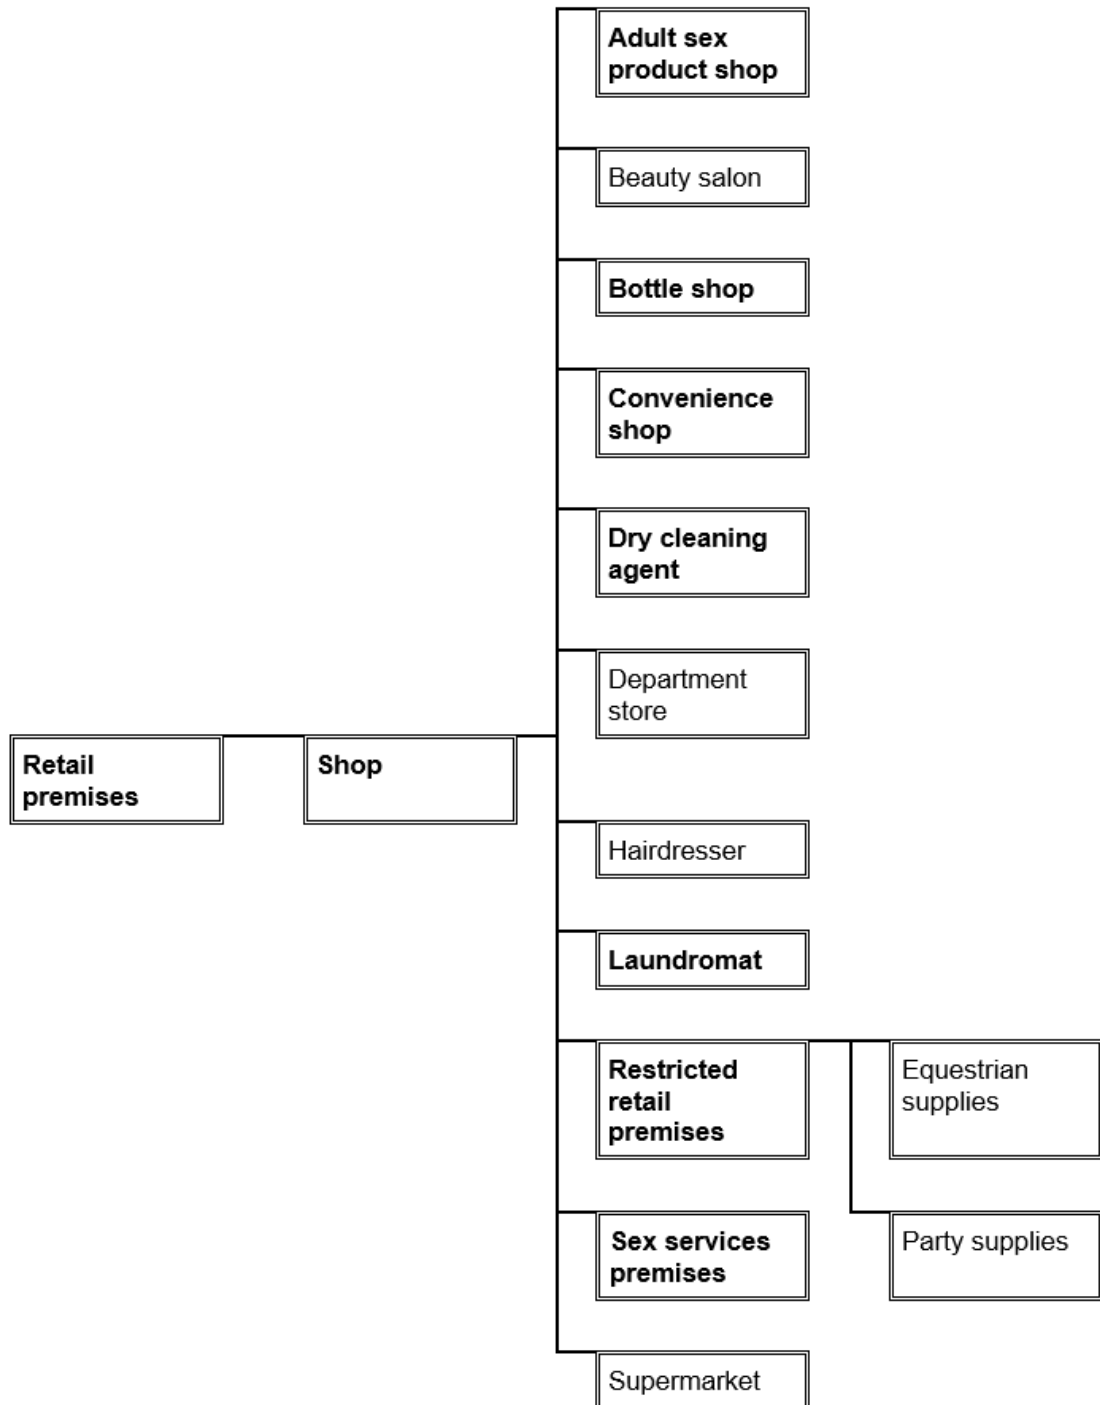 Adult sex
product shop
Beauty salon
Bottle shop
Convenience
shop
Dry cleaning
agent
Department
store
Retail
premises
Shop
Hairdresser
Laundromat
Restricted
retail
premises
Equestrian
supplies
Sex services
premises
Party supplies
Supermarket